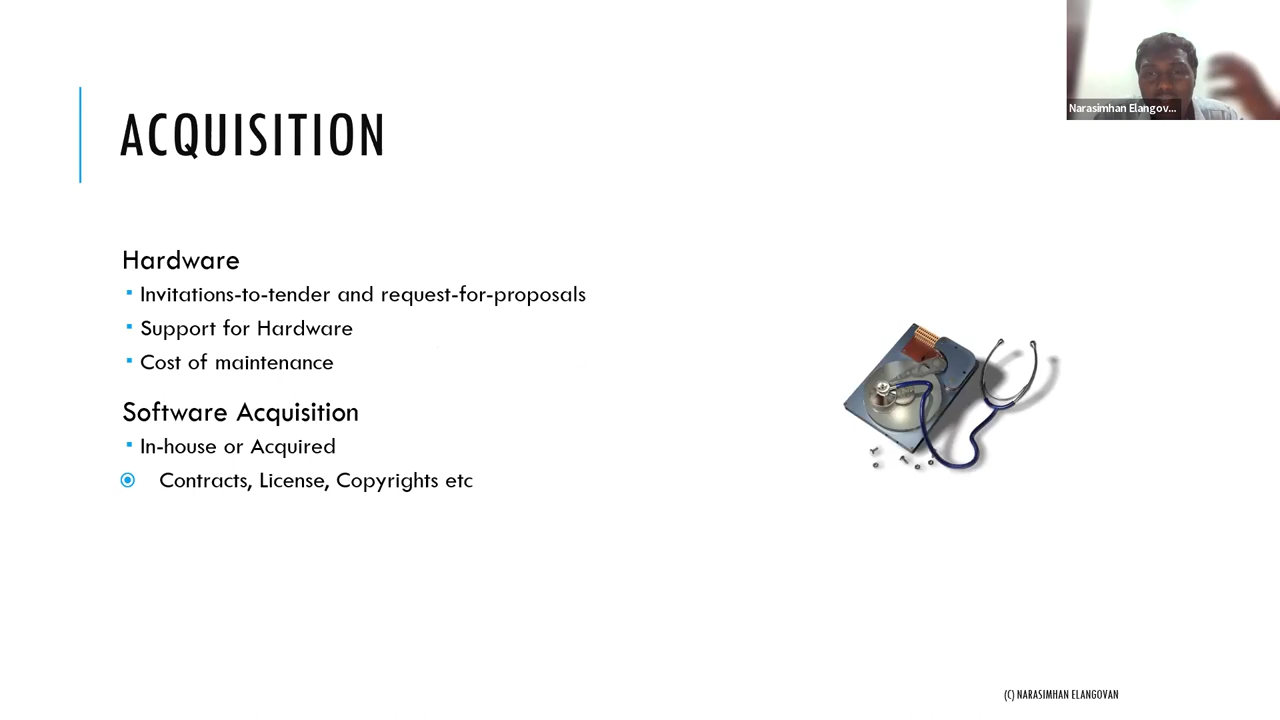 Narasimhan Elangov...
ACQUISITION
Hardware
Invitations-to-tender and request-for-proposals
Support for Hardware
Cost of maintenance
Software Acquisition
In-house or Acquired
Contracts, License, Copyrights etc
(C) NARASIMHAN ELANGOVAN